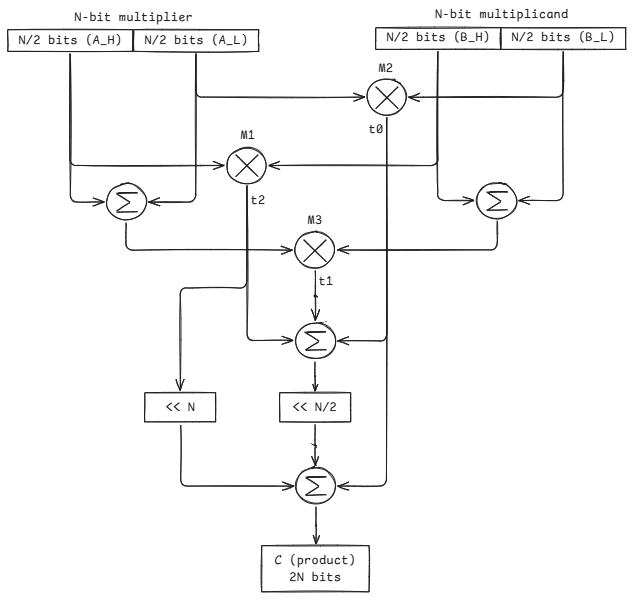 N-bit multiplier
N-bit multiplicand
N/2 bits (A_H)
N/2 bits (A_L)
N/2 bits (B_H)
N/2 bits (B_L)
M2
t0
M1
t2
Σ
Σ
M3
t1
Σ
<< N
<< N/2
Σ
C (product)
2N bits